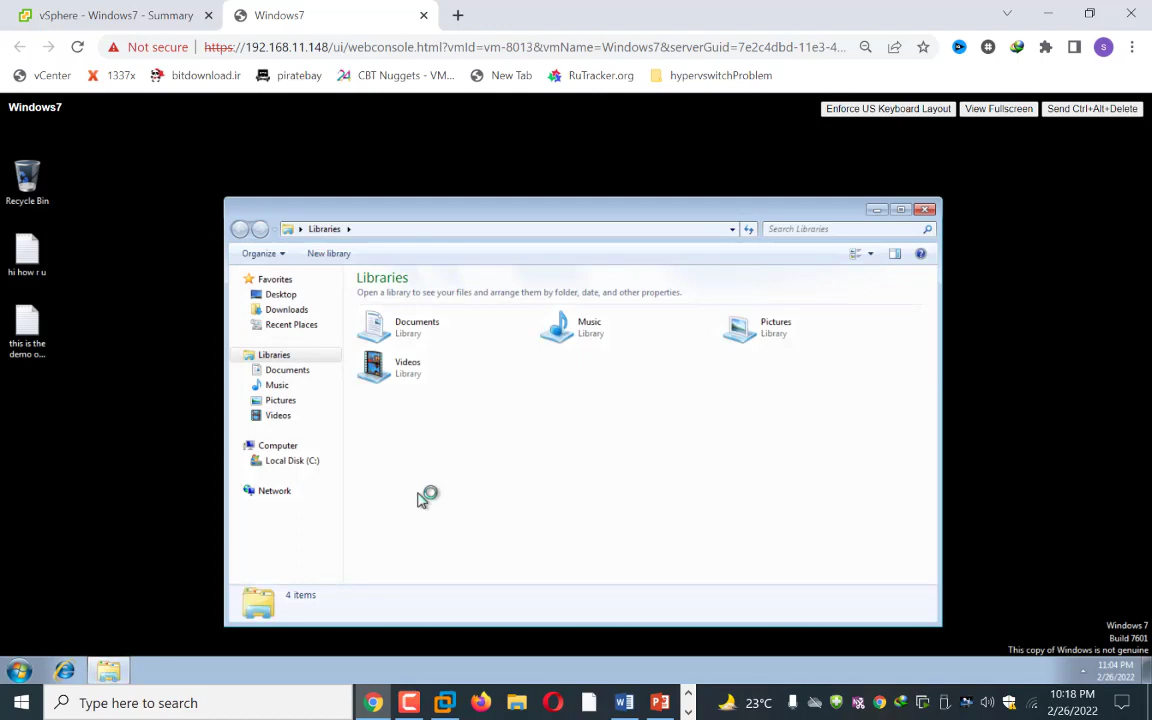 vSphere - Windows7 - Summary
Windows7
Not secure
https://192.168.11.148/ui/webconsole.html?vmId=vm-8013&vmName=Windows7&serverGuid=7e2c4dbd-11e3-4...
vCenter
1337x
bitdownload.ir
piratebay
CBT Nuggets - VM...
New Tab
RuTracker.org
hypervswitchProblem
Windows7
Enforce US Keyboard Layout
View Fullscreen
Send Ctrl+Alt+Delete
Recycle Bin
hi how r u
this is the
demo o...
Libraries
Search Libraries
Organize
New library
Favorites
Desktop
Downloads
Recent Places
Libraries
Documents
Music
Pictures
Videos
Computer
Local Disk (C:)
Network
Libraries
Open a library to see your files and arrange them by folder, date, and other properties.
Documents
Library
Music
Library
Pictures
Library
Videos
Library
4 items
Windows 7
Build 7601
This copy of Windows is not genuine
11:04 PM
2/26/2022
Type here to search
23°C
10:18 PM
2/26/2022